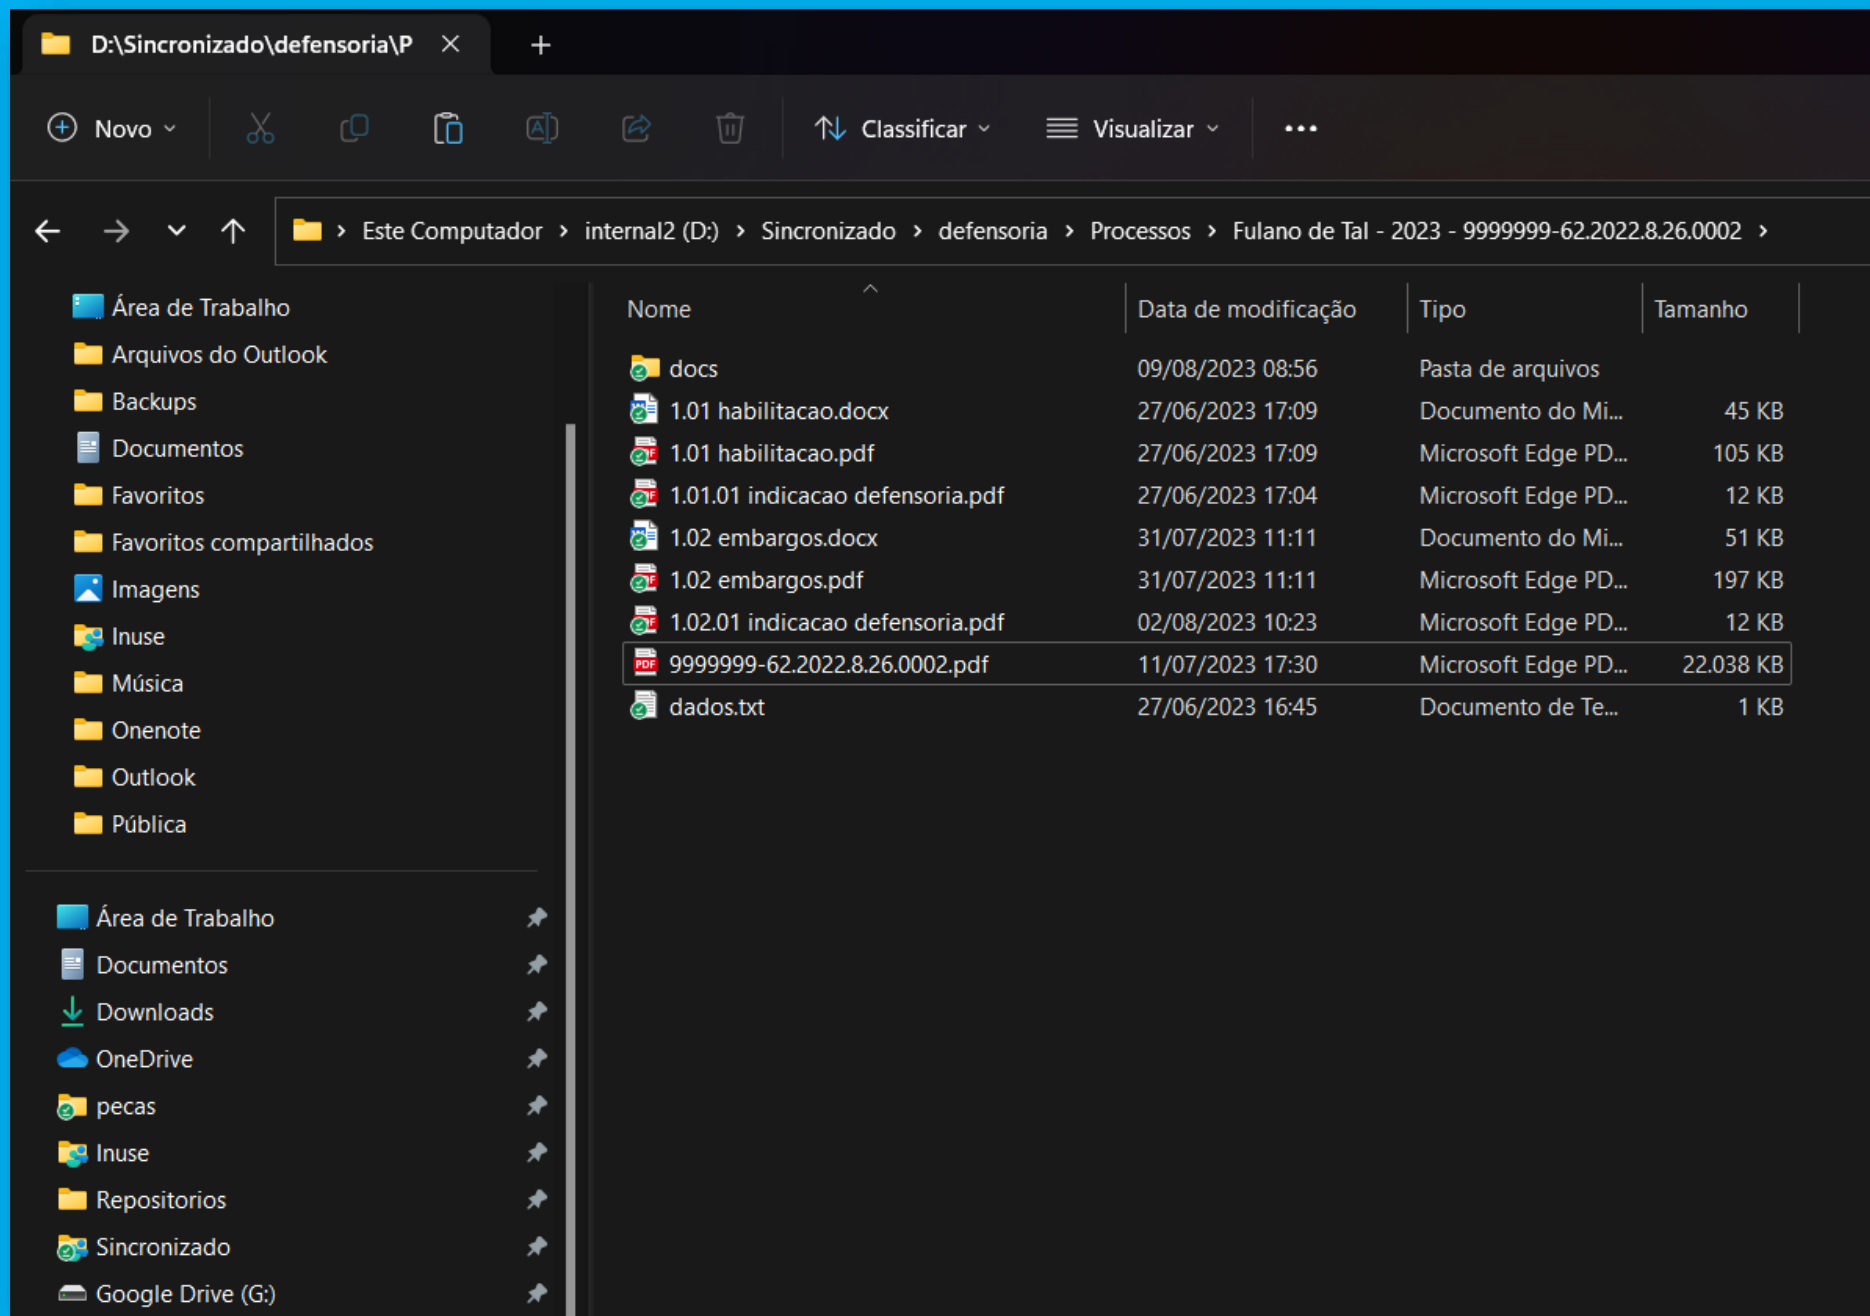 D:\Sincronizado\defensoria\P
Novo
Classificar
Visualizar
Este Computador > internal2 (D:) > Sincronizado > defensoria > Processos > Fulano de Tal - 2023 - 9999999-62.2022.8.26.0002 >
Área de Trabalho
Arquivos do Outlook
Backups
Documentos
Favoritos
Favoritos compartilhados
Imagens
Inuse
Música
Onenote
Outlook
Pública
Área de Trabalho
Documentos
Downloads
OneDrive
pecas
Inuse
Repositorios
Sincronizado
Google Drive (G:)
Nome Data de modificação Tipo Tamanho
docs 09/08/2023 08:56 Pasta de arquivos
1.01 habilitacao.docx 27/06/2023 17:09 Documento do Mi... 45 KB
1.01 habilitacao.pdf 27/06/2023 17:09 Microsoft Edge PD... 105 KB
1.01.01 indicacao defensoria.pdf 27/06/2023 17:04 Microsoft Edge PD... 12 KB
1.02 embargos.docx 31/07/2023 11:11 Documento do Mi... 51 KB
1.02 embargos.pdf 31/07/2023 11:11 Microsoft Edge PD... 197 KB
1.02.01 indicacao defensoria.pdf 02/08/2023 10:23 Microsoft Edge PD... 12 KB
PDF 9999999-62.2022.8.26.0002.pdf 11/07/2023 17:30 Microsoft Edge PD... 22.038 KB
dados.txt 27/06/2023 16:45 Documento de Te... 1 KB